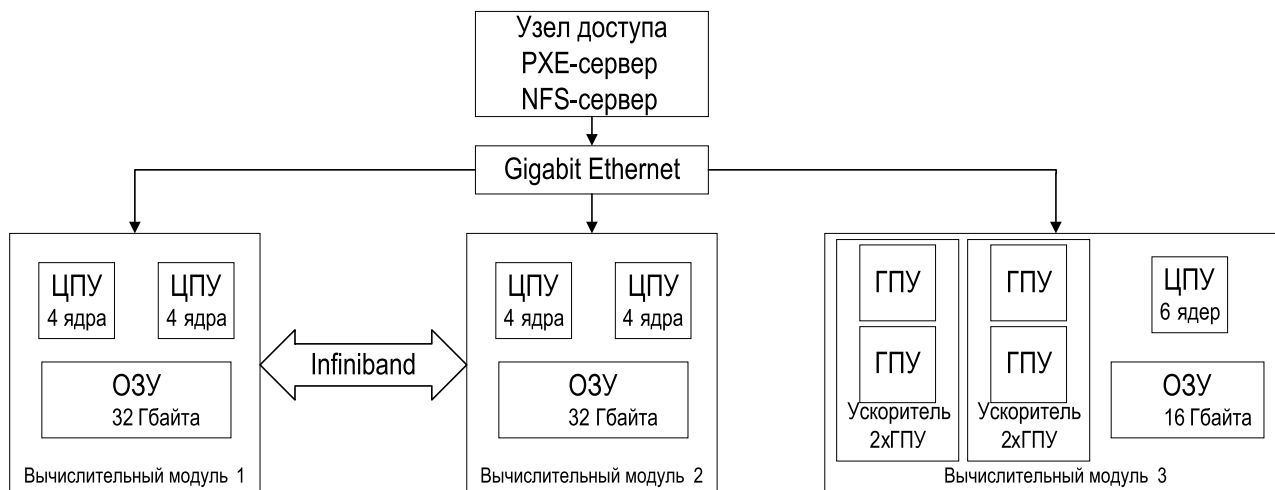 Узел доступа
PXE-сервер
NFS-сервер
Gigabit Ethernet
ЦПУ
4 ядра
ЦПУ
4 ядра
ОЗУ
32 Гбайта
Вычислительный модуль 1
Infiniband
ЦПУ
4 ядра
ЦПУ
4 ядра
ОЗУ
32 Гбайта
Вычислительный модуль 2
ГПУ
ГПУ
Ускоритель
2хГПУ
ГПУ
ГПУ
Ускоритель
2хГПУ
ЦПУ
6 ядер
ОЗУ
16 Гбайта
Вычислительный модуль 3